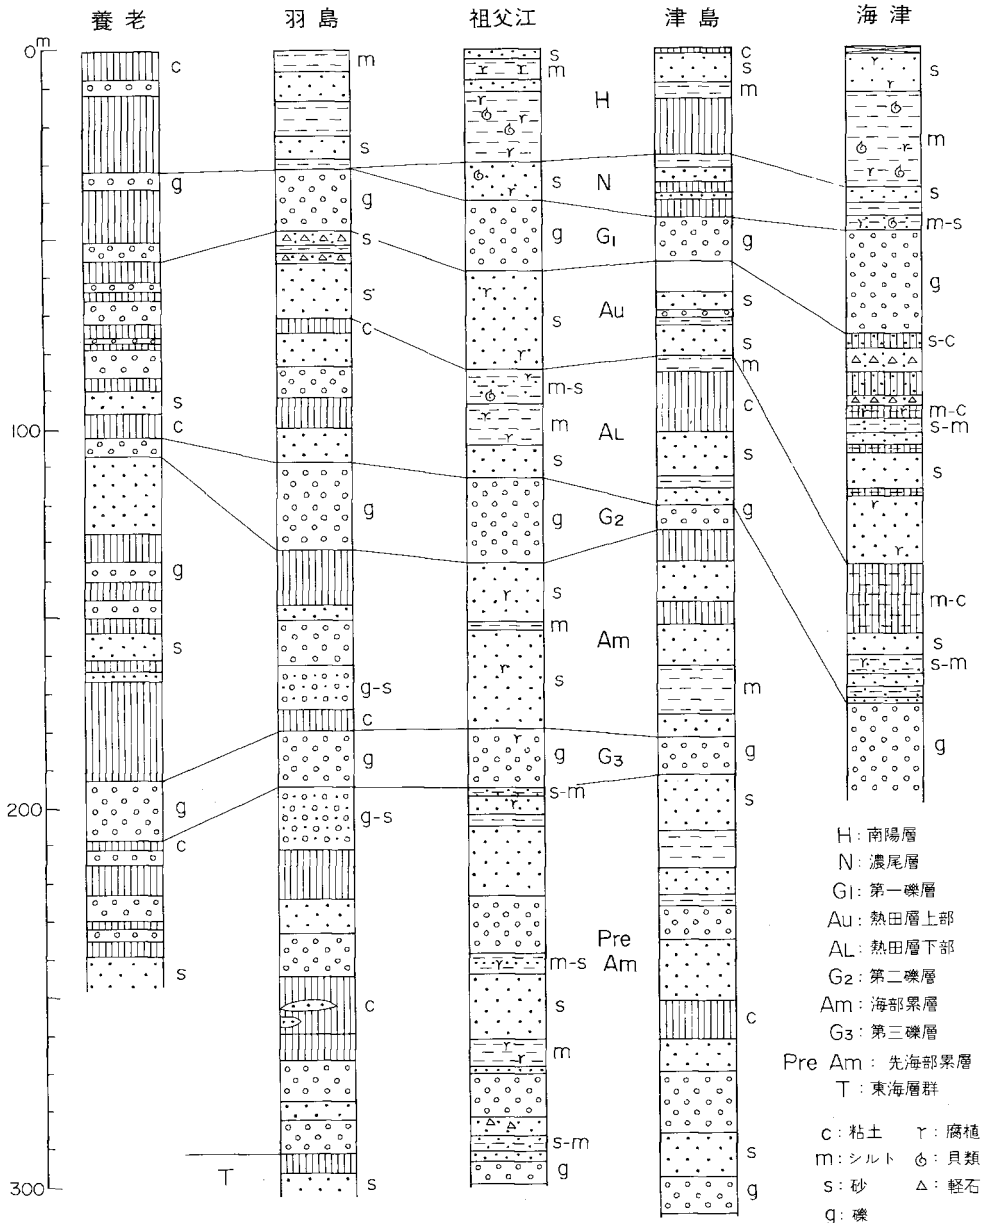 養老 羽島 祖父江 津島 海津
0m
100
200
300
c
g
s
c
g
s
g
c
s
m
s
g
s
s
c
g
g-s
c
g
g-s
c
s
T
s
m
s
g
s
m-s
m
s
g
s
m
s
g
s-m
m-s
s
m
s-m
g
H
N
G1
Au
AL
G2
Am
G3
Pre
Am
c
s
m
g
s
s
m
c
s
g
m
g
s
c
s
g
s
m
s
m-s
g
s-c
m-c
s-m
s
m-c
s
s-m
g
H: 南陽層
N: 濃尾層
G1: 第一礫層
Au: 熱田層上部
AL: 熱田層下部
G2: 第二礫層
Am: 海部累層
G3: 第三礫層
Pre Am: 先海部累層
T: 東海層群
c: 粘土 r: 腐植
m: シルト : 貝類
s: 砂 △: 軽石
g: 礫